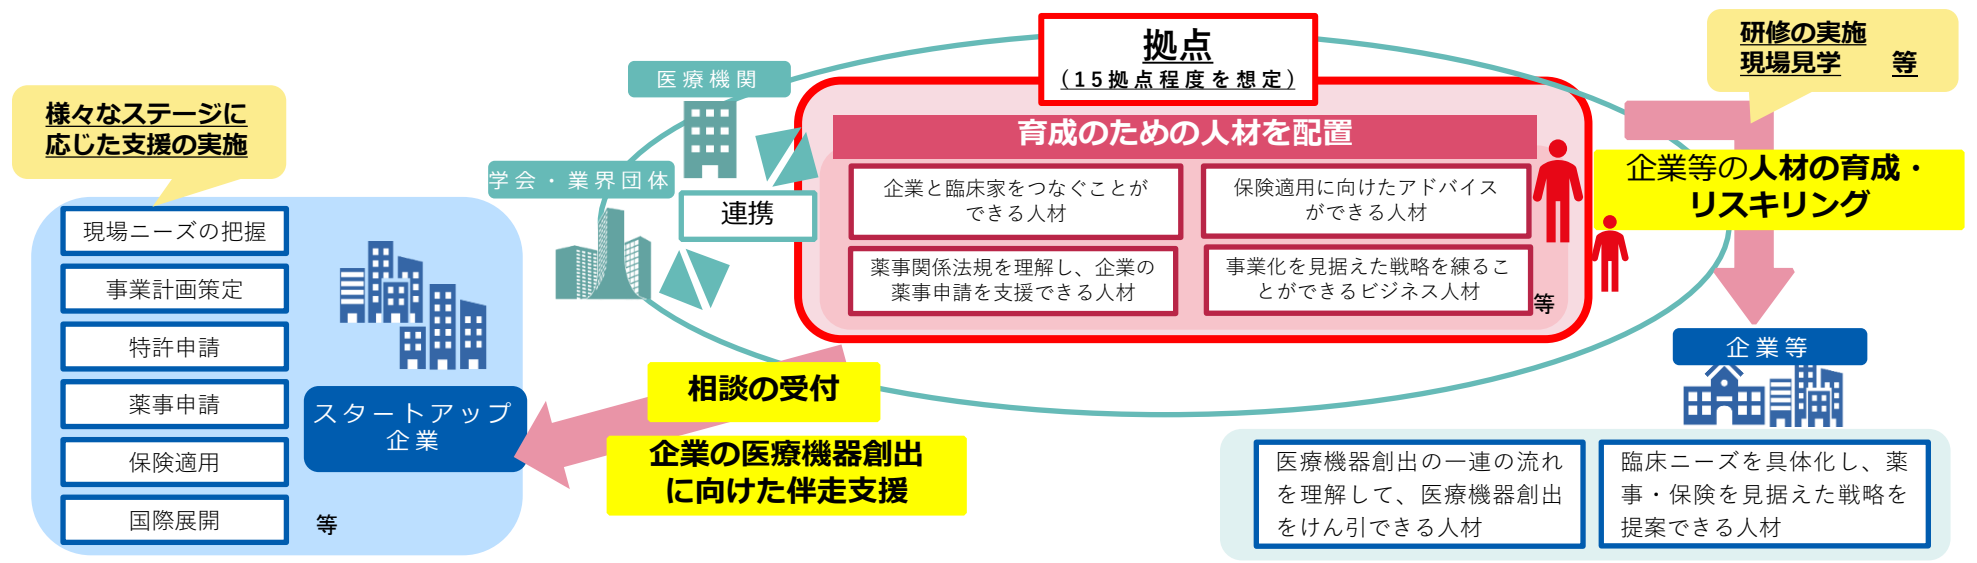 拠点
(15拠点程度を想定)
研修の実施
現場見学 等
様々なステージに
応じた支援の実施
医療機関
学会・業界団体
連携
育成のための人材を配置
企業と臨床家をつなぐことが
できる人材
保険適用に向けたアドバイス
ができる人材
薬事関係法規を理解し、企業の
薬事申請を支援できる人材
事業化を見据えた戦略を練るこ
とができるビジネス人材
等
企業等の人材の育成・
リスキリング
現場ニーズの把握
事業計画策定
特許申請
薬事申請
保険適用
国際展開
等
スタートアップ
企業
相談の受付
企業の医療機器創出
に向けた伴走支援
企業等
医療機器創出の一連の流れ
を理解して、医療機器創出
をけん引できる人材
臨床ニーズを具体化し、薬
事・保険を見据えた戦略を
提案できる人材